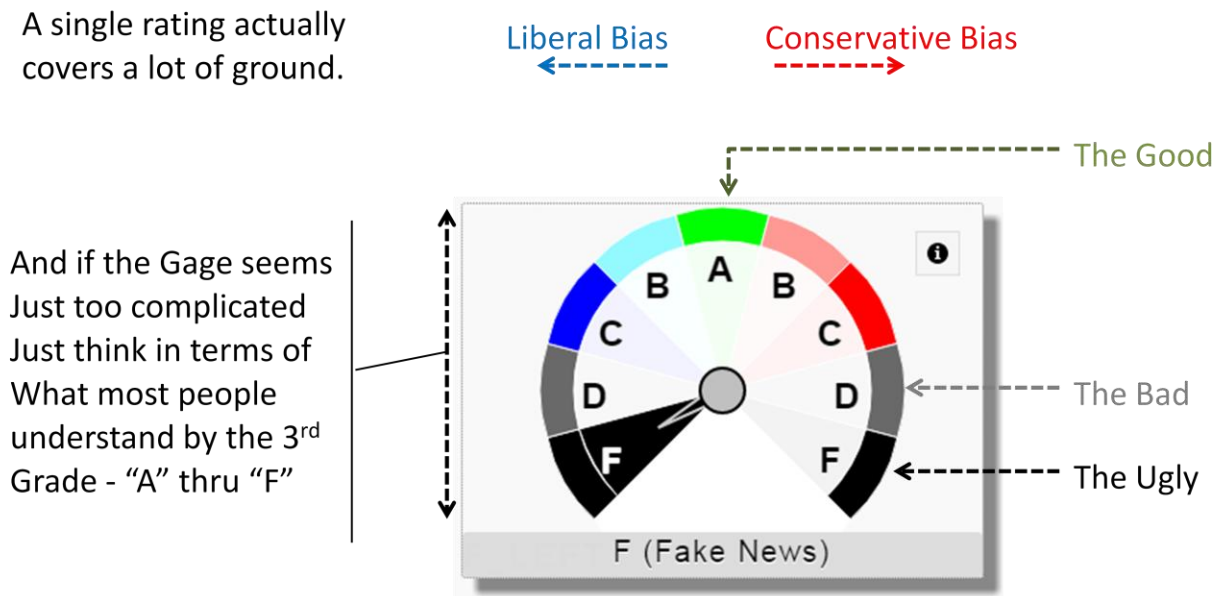 A single rating actually
covers a lot of ground.
Liberal Bias
Conservative Bias
The Good
And if the Gage seems
Just too complicated
Just think in terms of
What most people
understand by the 3rd
Grade - “A” thru “F”
A
B
B
C
C
D
D
F
F
i
The Bad
The Ugly
F (Fake News)